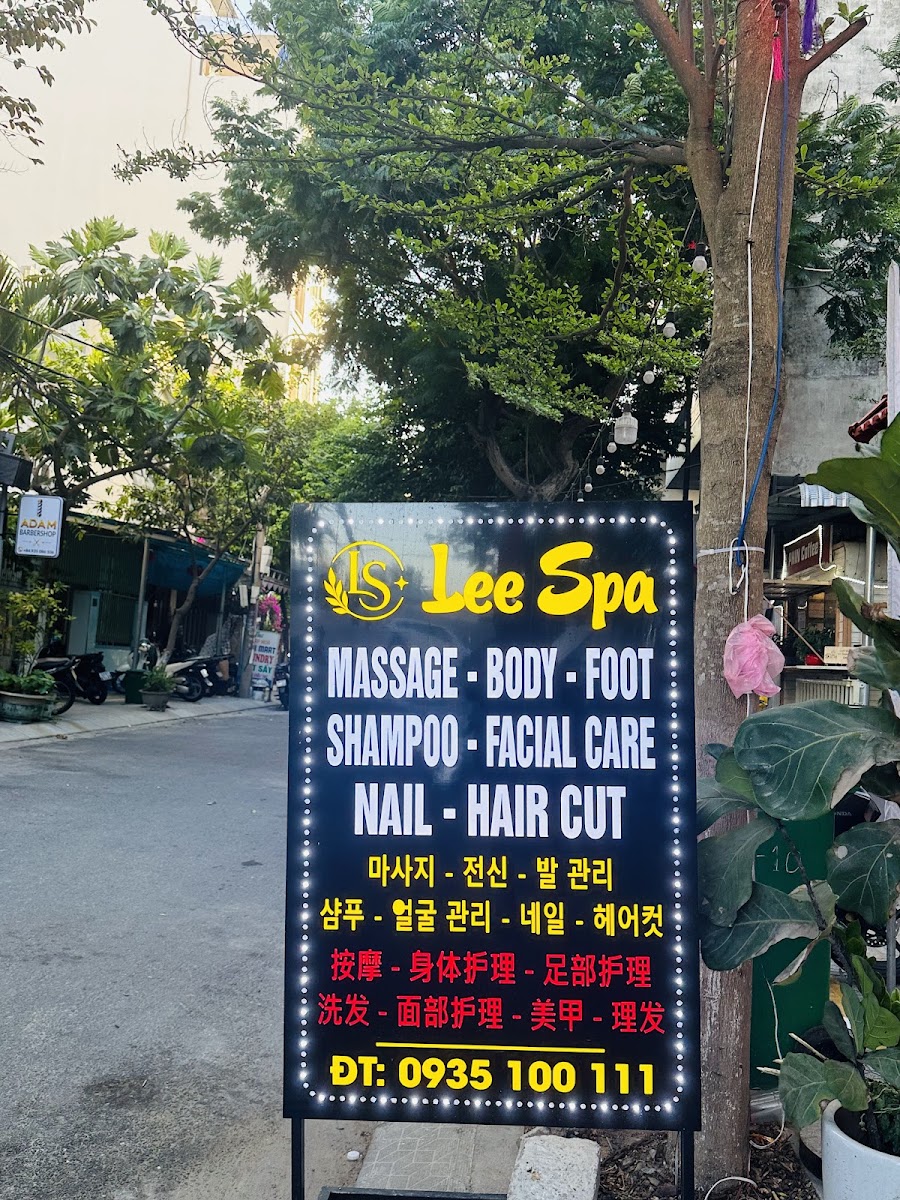 LS Lee Spa
MASSAGE - BODY - FOOT
SHAMPOO - FACIAL CARE
NAIL - HAIR CUT
마사지 - 전신 - 발 관리
샴푸 - 얼굴 관리 - 네일 - 헤어컷
按摩 - 身体护理 - 足部护理
洗发 - 面部护理 - 美甲 - 理发
ĐT: 0935 100 111
ADAM
BARBERSHOP
MART
Coffee
10